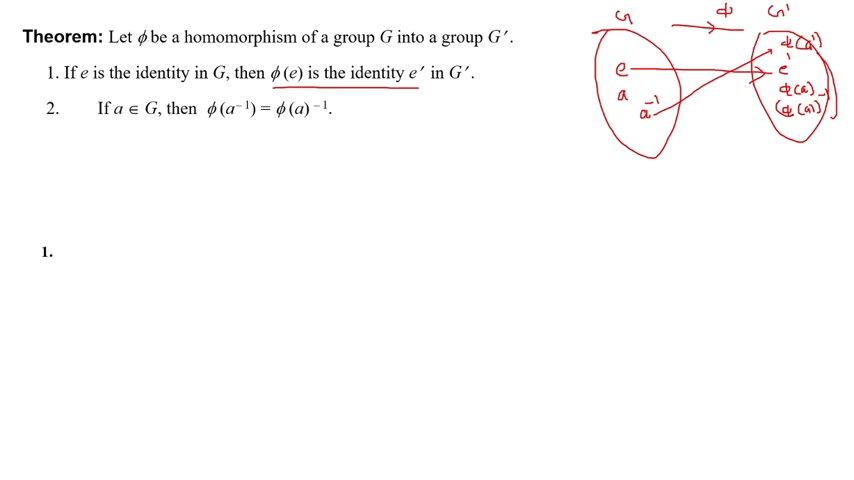 Theorem: Let ϕ be a homomorphism of a group G into a group G′.
1. If e is the identity in G, then ϕ(e) is the identity e′ in G′.
2. If a ∈ G, then ϕ(a⁻¹) = ϕ(a)⁻¹.
1.
G ϕ G'
ϕ(a⁻¹)
e e'
a ϕ(a)
a⁻¹ (ϕ(a))⁻¹